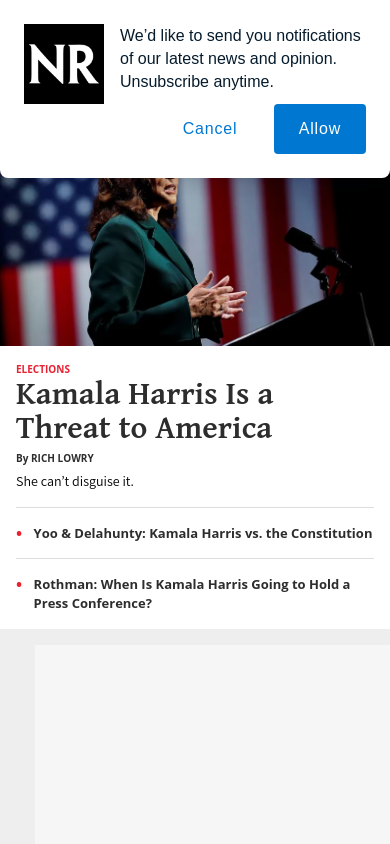 NR
We’d like to send you notifications
of our latest news and opinion.
Unsubscribe anytime.
Cancel
Allow
ELECTIONS
Kamala Harris Is a
Threat to America
By RICH LOWRY
She can’t disguise it.
Yoo & Delahunty: Kamala Harris vs. the Constitution
Rothman: When Is Kamala Harris Going to Hold a
Press Conference?